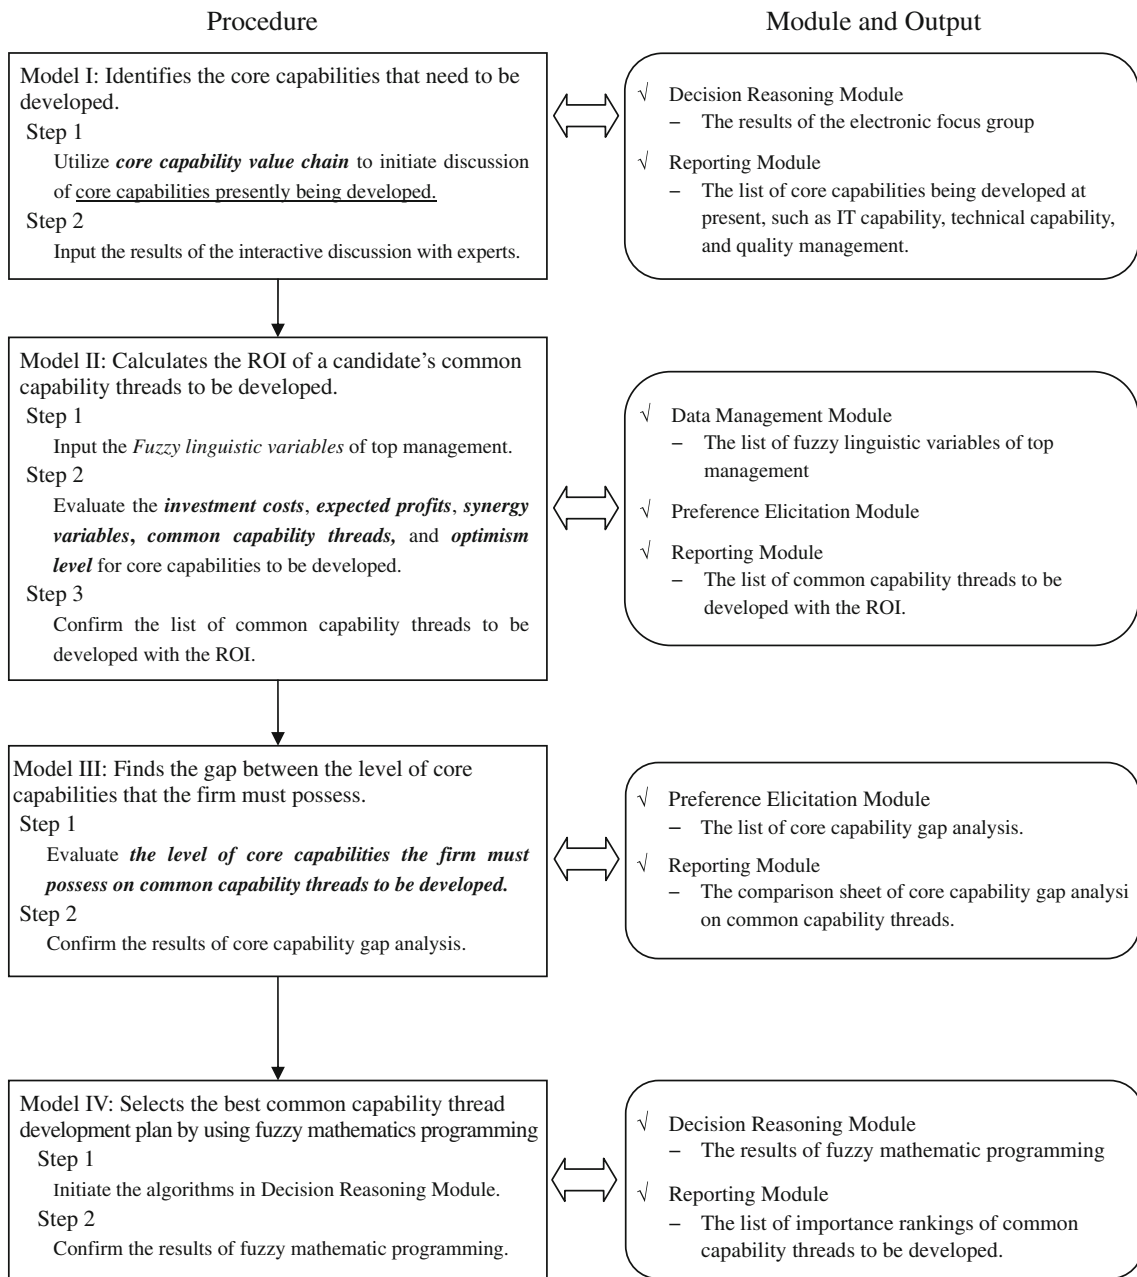 Procedure
Module and Output
Model I: Identifies the core capabilities that need to be
developed.
Step 1
Utilize core capability value chain to initiate discussion
of core capabilities presently being developed.
Step 2
Input the results of the interactive discussion with experts.
√ Decision Reasoning Module
– The results of the electronic focus group
√ Reporting Module
– The list of core capabilities being developed at
present, such as IT capability, technical capability,
and quality management.
Model II: Calculates the ROI of a candidate’s common
capability threads to be developed.
Step 1
Input the Fuzzy linguistic variables of top management.
Step 2
Evaluate the investment costs, expected profits, synergy
variables, common capability threads, and optimism
level for core capabilities to be developed.
Step 3
Confirm the list of common capability threads to be
developed with the ROI.
√ Data Management Module
– The list of fuzzy linguistic variables of top
management
√ Preference Elicitation Module
√ Reporting Module
– The list of common capability threads to be
developed with the ROI.
Model III: Finds the gap between the level of core
capabilities that the firm must possess.
Step 1
Evaluate the level of core capabilities the firm must
possess on common capability threads to be developed.
Step 2
Confirm the results of core capability gap analysis.
√ Preference Elicitation Module
– The list of core capability gap analysis.
√ Reporting Module
– The comparison sheet of core capability gap analysi
on common capability threads.
Model IV: Selects the best common capability thread
development plan by using fuzzy mathematics programming
Step 1
Initiate the algorithms in Decision Reasoning Module.
Step 2
Confirm the results of fuzzy mathematic programming.
√ Decision Reasoning Module
– The results of fuzzy mathematic programming
√ Reporting Module
– The list of importance rankings of common
capability threads to be developed.